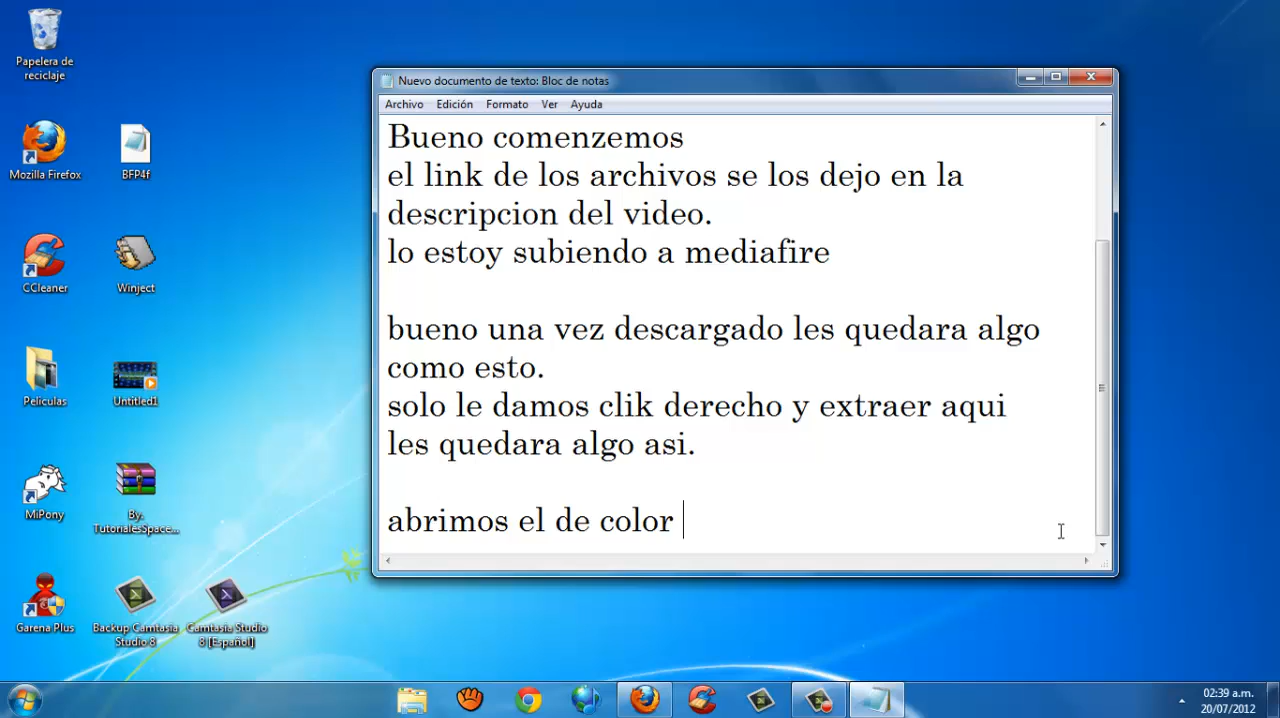 Papelera de
reciclaje
Mozilla Firefox
BFP4f
CCleaner
Winject
Peliculas
Untitled1
MiPony
By.
TutorialesSpace...
Garena Plus
Backup Camtasia
Studio 8
Camtasia Studio
8 [Español]
Nuevo documento de texto: Bloc de notas
Archivo Edición Formato Ver Ayuda
Bueno comenzemos
el link de los archivos se los dejo en la
descripcion del video.
lo estoy subiendo a mediafire
bueno una vez descargado les quedara algo
como esto.
solo le damos clik derecho y extraer aqui
les quedara algo asi.
abrimos el de color
02:39 a.m.
20/07/2012